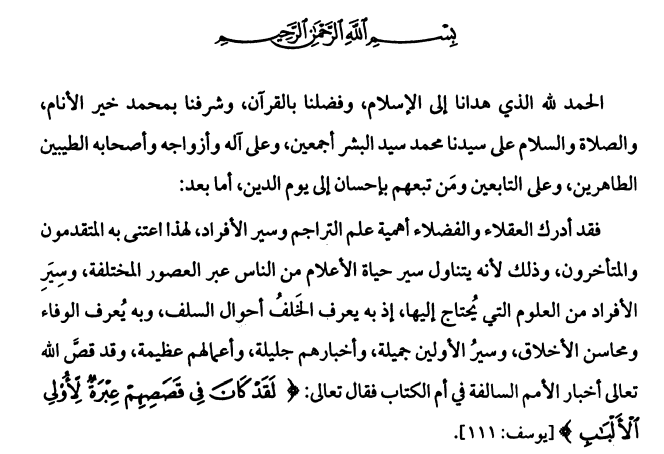 بِسْمِ اللَّهِ الرَّحْمَٰنِ الرَّحِيمِ
الحمد لله الذي هدانا إلى الإسلام، وفضلنا بالقرآن، وشرفنا بمحمد خير الأنام،
والصلاة والسلام على سيدنا محمد سيد البشر أجمعين، وعلى آله وأزواجه وأصحابه الطيبين
الطاهرين، وعلى التابعين ومَن تبعهم بإحسان إلى يوم الدين، أما بعد:
فقد أدرك العقلاء والفضلاء أهمية علم التراجم وسير الأفراد، لهذا اعتنى به المتقدمون
والمتأخرون، وذلك لأنه يتناول سير حياة الأعلام من الناس عبر العصور المختلفة، وسِيَرِ
الأفراد من العلوم التي يُحتاج إليها، إذ به يعرف الخَلفُ أحوال السلف، وبه يُعرف الوفاء
ومحاسن الأخلاق، وسيرُ الأولين جميلة، وأخبارهم جليلة، وأعمالهم عظيمة، وقد قصَّ الله
تعالى أخبار الأمم السالفة في أم الكتاب فقال تعالى: ﴿ لَقَدْ كَانَ فِي قَصَصِهِمْ عِبْرَةٌ لِّأُوْلِي
الْأَلْبَٰبِ ﴾ [يوسف: ١١١].